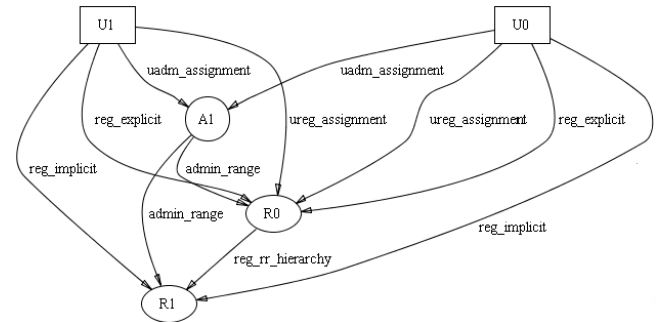 U1
U0
uadm_assignment
uadm_assignment
reg_explicit
A1
ureg_assignment
ureg_assignment
reg_explicit
reg_implicit
admin_range
admin_range
R0
reg_implicit
reg_rr_hierarchy
R1